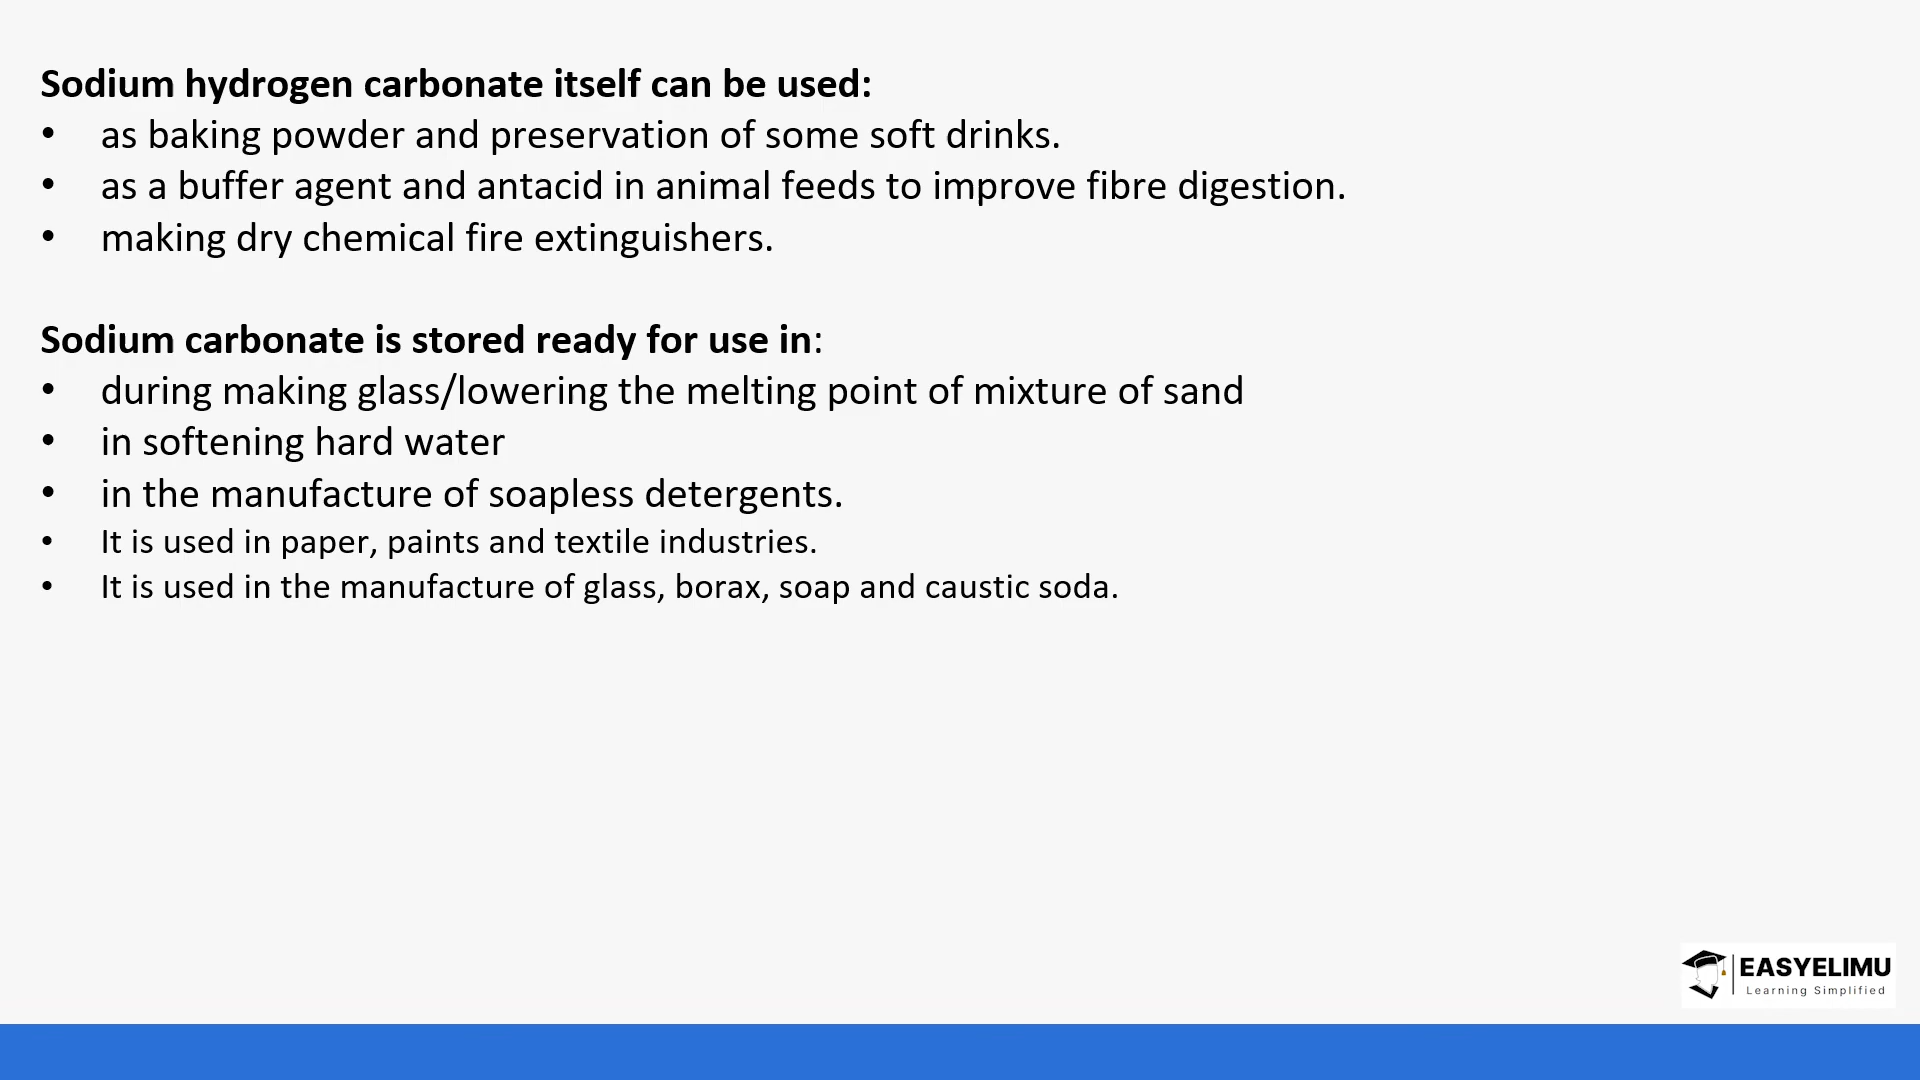 Sodium hydrogen carbonate itself can be used:
• as baking powder and preservation of some soft drinks.
• as a buffer agent and antacid in animal feeds to improve fibre digestion.
• making dry chemical fire extinguishers.
Sodium carbonate is stored ready for use in:
• during making glass/lowering the melting point of mixture of sand
• in softening hard water
• in the manufacture of soapless detergents.
• It is used in paper, paints and textile industries.
• It is used in the manufacture of glass, borax, soap and caustic soda.
EASYELIMU
Learning Simplified